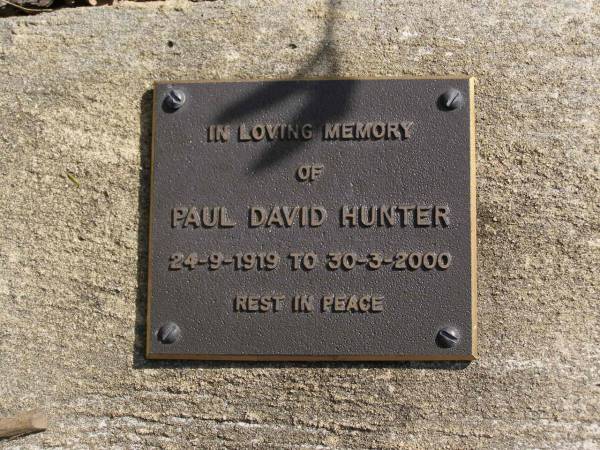 IN LOVING MEMORY
OF
PAUL DAVID HUNTER
24-9-1919 TO 30-3-2000
REST IN PEACE